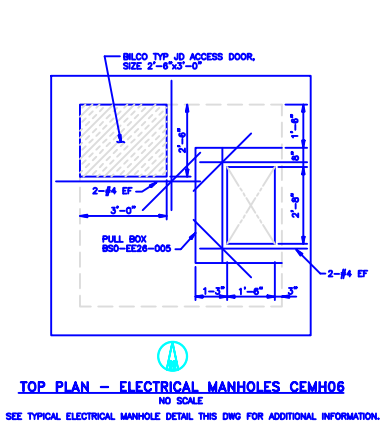 BILCO TYP JD ACCESS DOOR,
SIZE 2'-6"x3'-0"
1'-6"
2'-6"
8"
2-#4 EF
2'-8"
3'-0"
PULL BOX
BSO-EE26-005
2-#4 EF
1-3"
1'-6"
3"
TOP PLAN - ELECTRICAL MANHOLES CEMH06
NO SCALE
SEE TYPICAL ELECTRICAL MANHOLE DETAIL THIS DWG FOR ADDITIONAL INFORMATION.